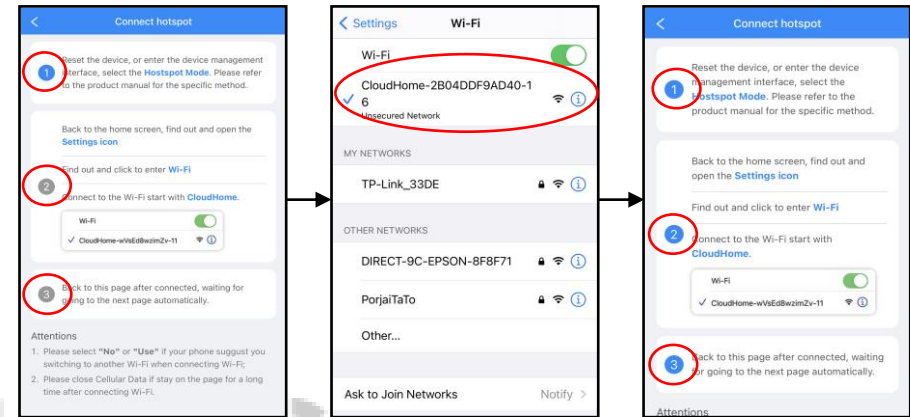 Connect hotspot
1
Reset the device, or enter the device management
interface, select the Hostspot Mode. Please refer
to the product manual for the specific method.
Back to the home screen, find out and open the
Settings icon
Find out and click to enter Wi-Fi
2
Connect to the Wi-Fi start with CloudHome.
Wi-Fi
CloudHome-wVsEd8wzimZv-11
3
Back to this page after connected, waiting for
going to the next page automatically.
Attentions
1. Please select "No" or "Use" if your phone suggust you
switching to another Wi-Fi when connecting Wi-Fi;
2. Please close Cellular Data if stay on the page for a long
time after connecting Wi-Fi.
Settings
Wi-Fi
Wi-Fi
CloudHome-2B04DDF9AD40-1
6
Unsecured Network
MY NETWORKS
TP-Link_33DE
OTHER NETWORKS
DIRECT-9C-EPSON-8F8F71
PorjaiTaTo
Other...
Ask to Join Networks
Notify
Connect hotspot
1
Reset the device, or enter the device
management interface, select the
Hostspot Mode. Please refer to the
product manual for the specific method.
Back to the home screen, find out and
open the Settings icon
Find out and click to enter Wi-Fi
2
Connect to the Wi-Fi start with
CloudHome.
Wi-Fi
CloudHome-wVsEd8wzimZv-11
3
Back to this page after connected, waiting
for going to the next page automatically.
Attentions